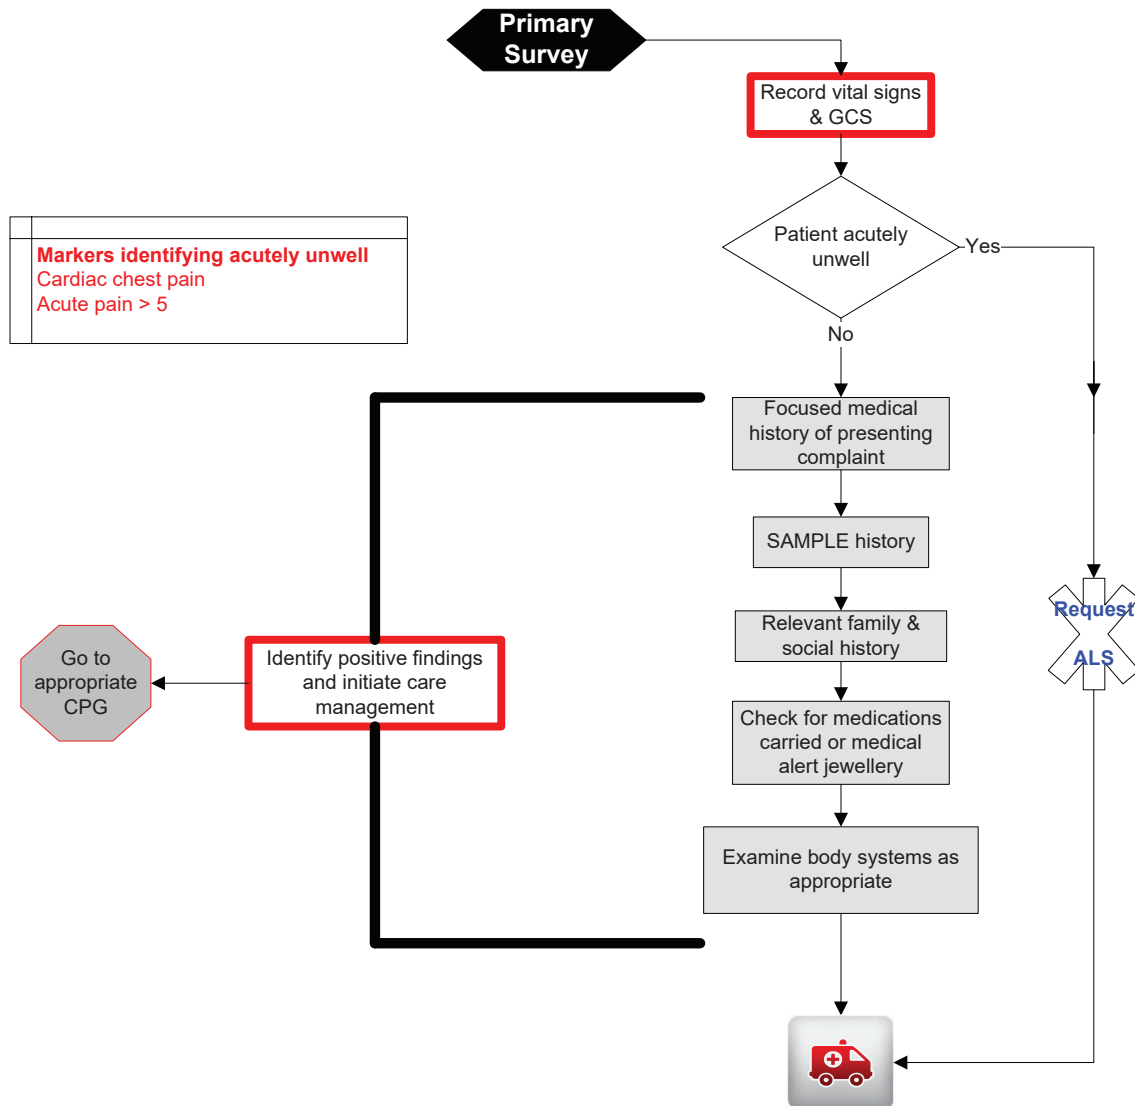 Primary
Survey
Record vital signs
& GCS
Markers identifying acutely unwell
Cardiac chest pain
Acute pain > 5
Patient acutely
unwell
Yes
No
Focused medical
history of presenting
complaint
SAMPLE history
Request
ALS
Relevant family &
social history
Go to
appropriate
CPG
Identify positive findings
and initiate care
management
Check for medications
carried or medical
alert jewellery
Examine body systems as
appropriate